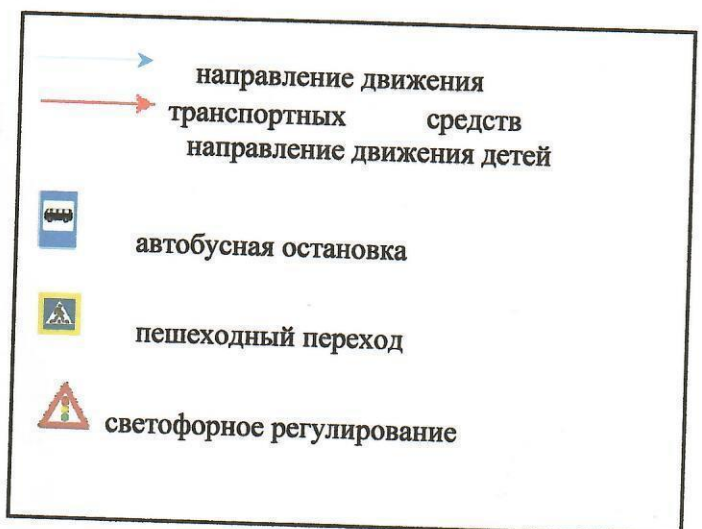 направление движения
транспортных средств
направление движения детей
автобусная остановка
пешеходный переход
светофорное регулирование